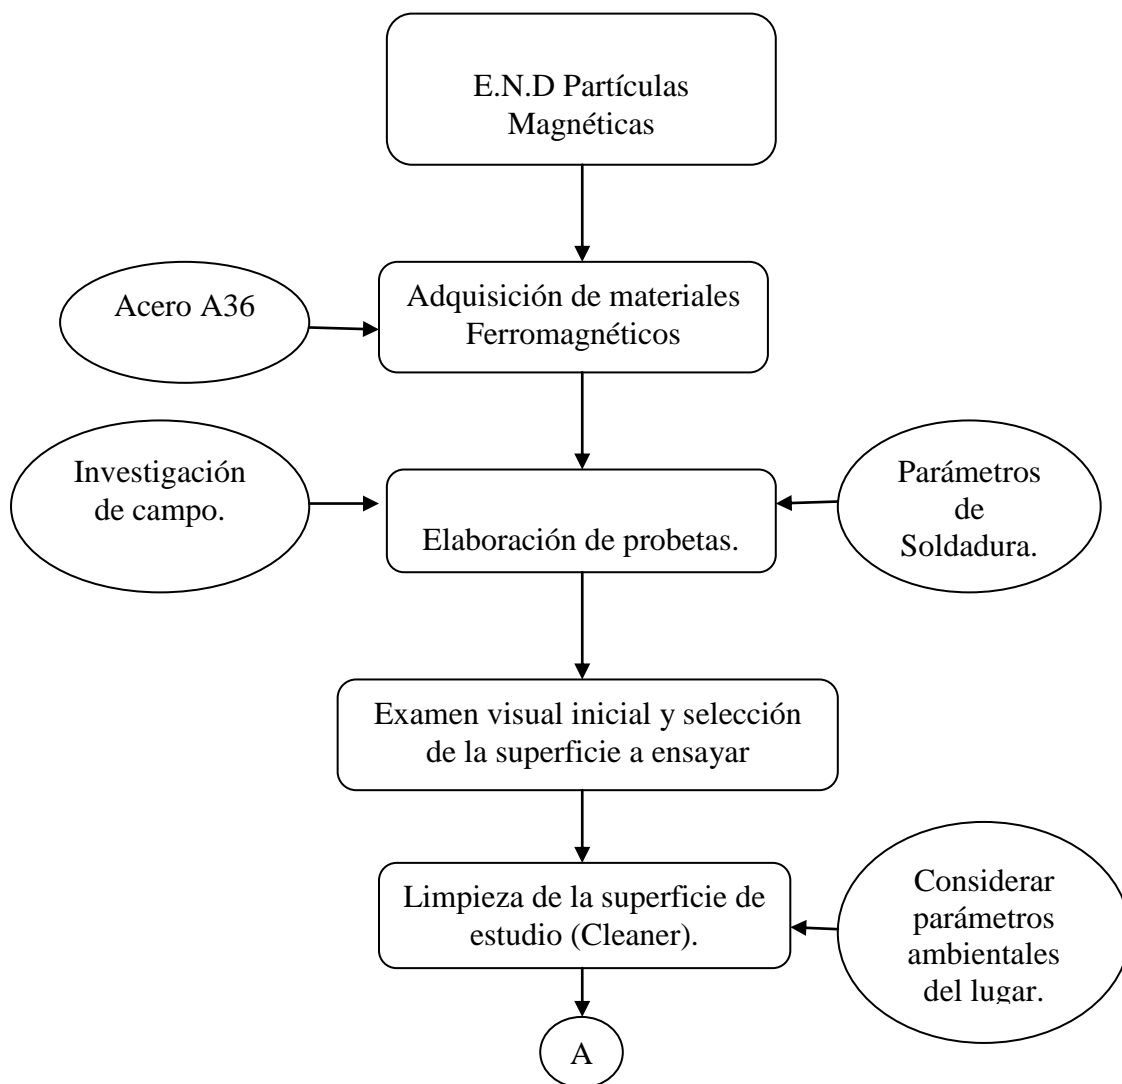 E.N.D Partículas
Magnéticas
Acero A36
Adquisición de materiales
Ferromagnéticos
Investigación
de campo.
Elaboración de probetas.
Parámetros
de
Soldadura.
Examen visual inicial y selección
de la superficie a ensayar
Limpieza de la superficie de
estudio (Cleaner).
Considerar
parámetros
ambientales
del lugar.
A